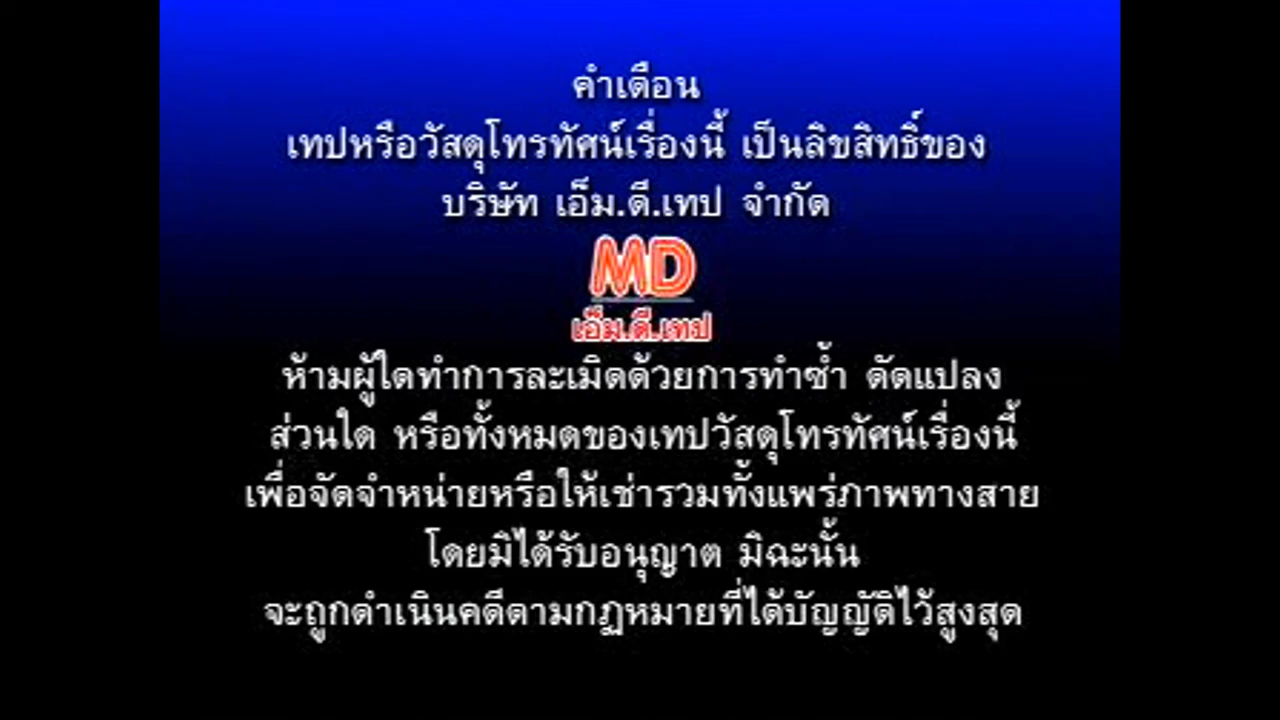 คำเตือน
เทปหรือวัสดุโทรทัศน์เรื่องนี้ เป็นลิขสิทธิ์ของ
บริษัท เอ็ม.ดี.เทป จำกัด
MD
เอ็ม.ดี.เทป
ห้ามผู้ใดทำการละเมิดด้วยการทำซ้ำ ดัดแปลง
ส่วนใด หรือทั้งหมดของเทปวัสดุโทรทัศน์เรื่องนี้
เพื่อจัดจำหน่ายหรือให้เช่ารวมทั้งแพร่ภาพทางสาย
โดยมิได้รับอนุญาต มิฉะนั้น
จะถูกดำเนินคดีตามกฏหมายที่ได้บัญญัติไว้สูงสุด